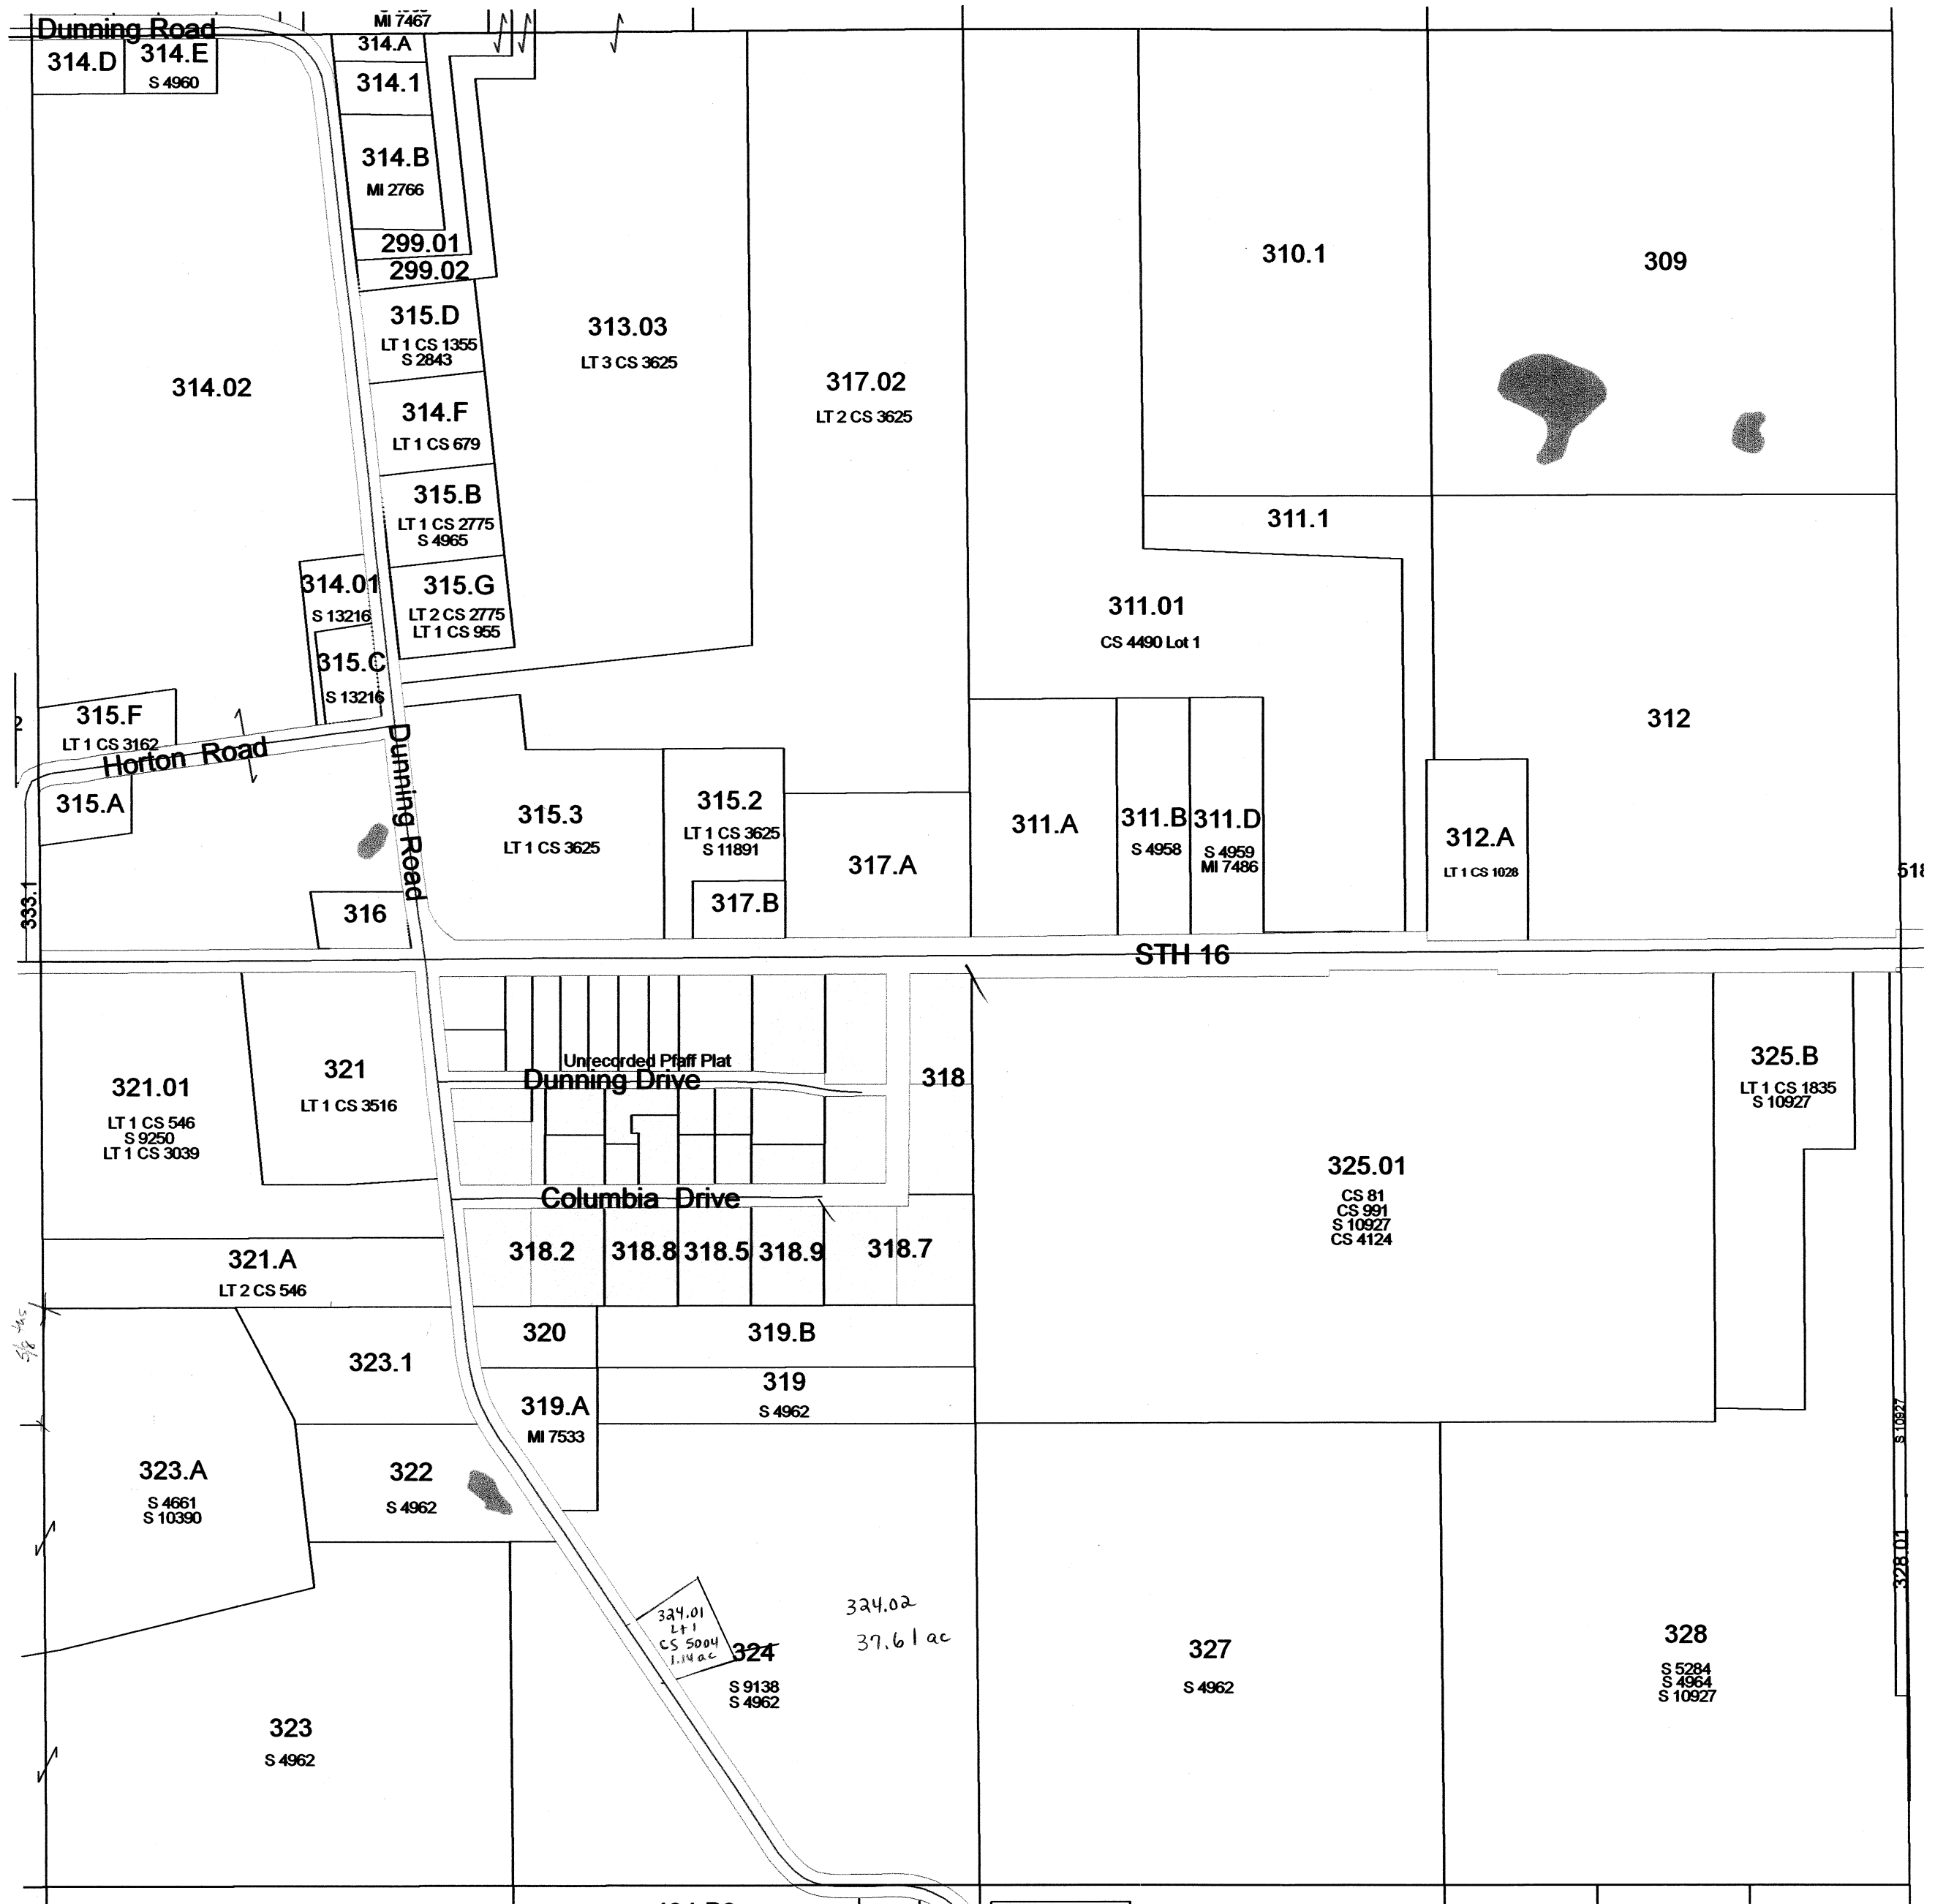 MI 7467
Dunning Road
314.D
314.E
S 4960
314.A
314.1
314.B
MI 2766
299.01
299.02
310.1
309
315.D
LT 1 CS 1355
S 2843
313.03
LT 3 CS 3625
314.02
317.02
LT 2 CS 3625
314.F
LT 1 CS 679
315.B
LT 1 CS 2775
S 4965
311.1
314.01
S 13216
315.G
LT 2 CS 2775
LT 1 CS 955
311.01
CS 4490 Lot 1
315.C
S 13216
315.F
LT 1 CS 3162
2
312
Horton Road
Dunning Road
315.A
315.3
LT 1 CS 3625
315.2
LT 1 CS 3625
S 11891
311.A
311.B
S 4958
311.D
S 4959
MI 7486
312.A
LT 1 CS 1028
317.A
317.B
333.1
316
518
STH 16
Unrecorded Pfaff Plat
Dunning Drive
318
325.B
LT 1 CS 1835
S 10927
321
LT 1 CS 3516
321.01
LT 1 CS 546
S 9250
LT 1 CS 3039
325.01
CS 81
CS 991
S 10927
CS 4124
Columbia Drive
318.2
318.8
318.5
318.9
318.7
321.A
LT 2 CS 546
5/8 ths
320
319.B
323.1
319
S 4962
319.A
MI 7533
S 10927
323.A
S 4661
S 10390
322
S 4962
328.01
324.01
Lt 1
CS 5004
1.14 ac
324.02
37.61 ac
324
S 9138
S 4962
327
S 4962
328
S 5284
S 4964
S 10927
323
S 4962